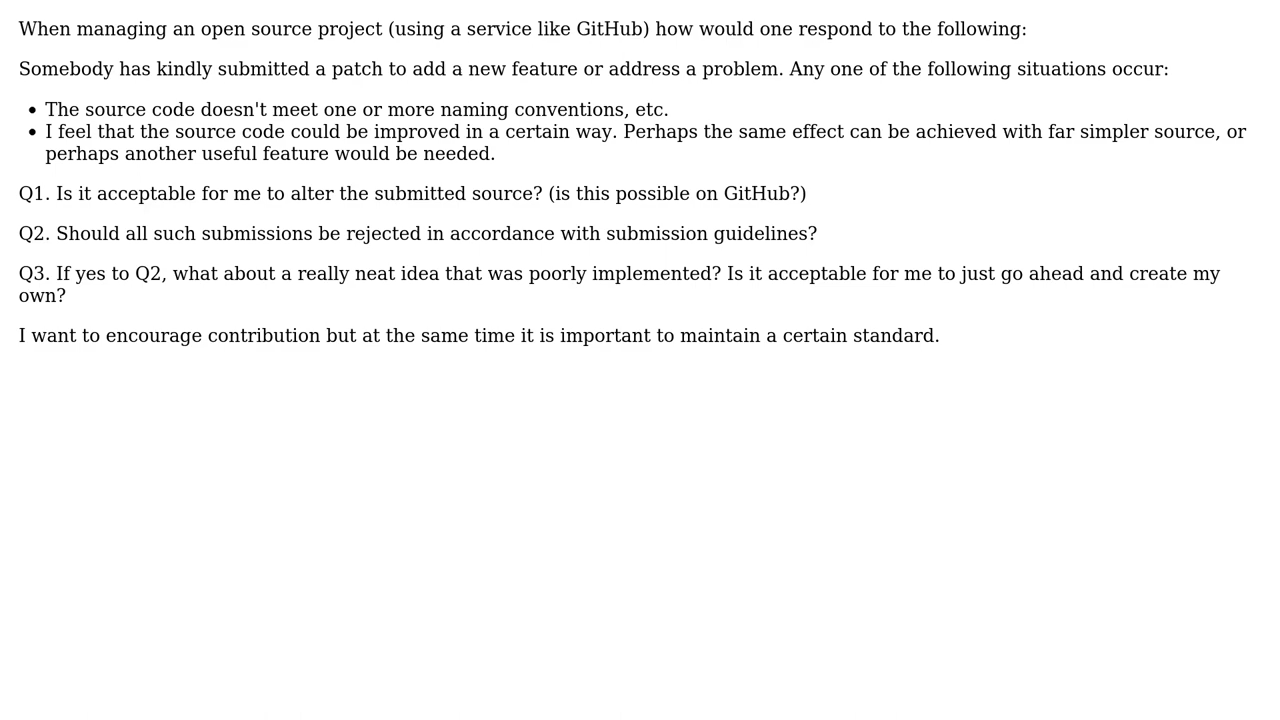 When managing an open source project (using a service like GitHub) how would one respond to the following:
Somebody has kindly submitted a patch to add a new feature or address a problem. Any one of the following situations occur:
• The source code doesn't meet one or more naming conventions, etc.
• I feel that the source code could be improved in a certain way. Perhaps the same effect can be achieved with far simpler source, or
perhaps another useful feature would be needed.
Q1. Is it acceptable for me to alter the submitted source? (is this possible on GitHub?)
Q2. Should all such submissions be rejected in accordance with submission guidelines?
Q3. If yes to Q2, what about a really neat idea that was poorly implemented? Is it acceptable for me to just go ahead and create my
own?
I want to encourage contribution but at the same time it is important to maintain a certain standard.